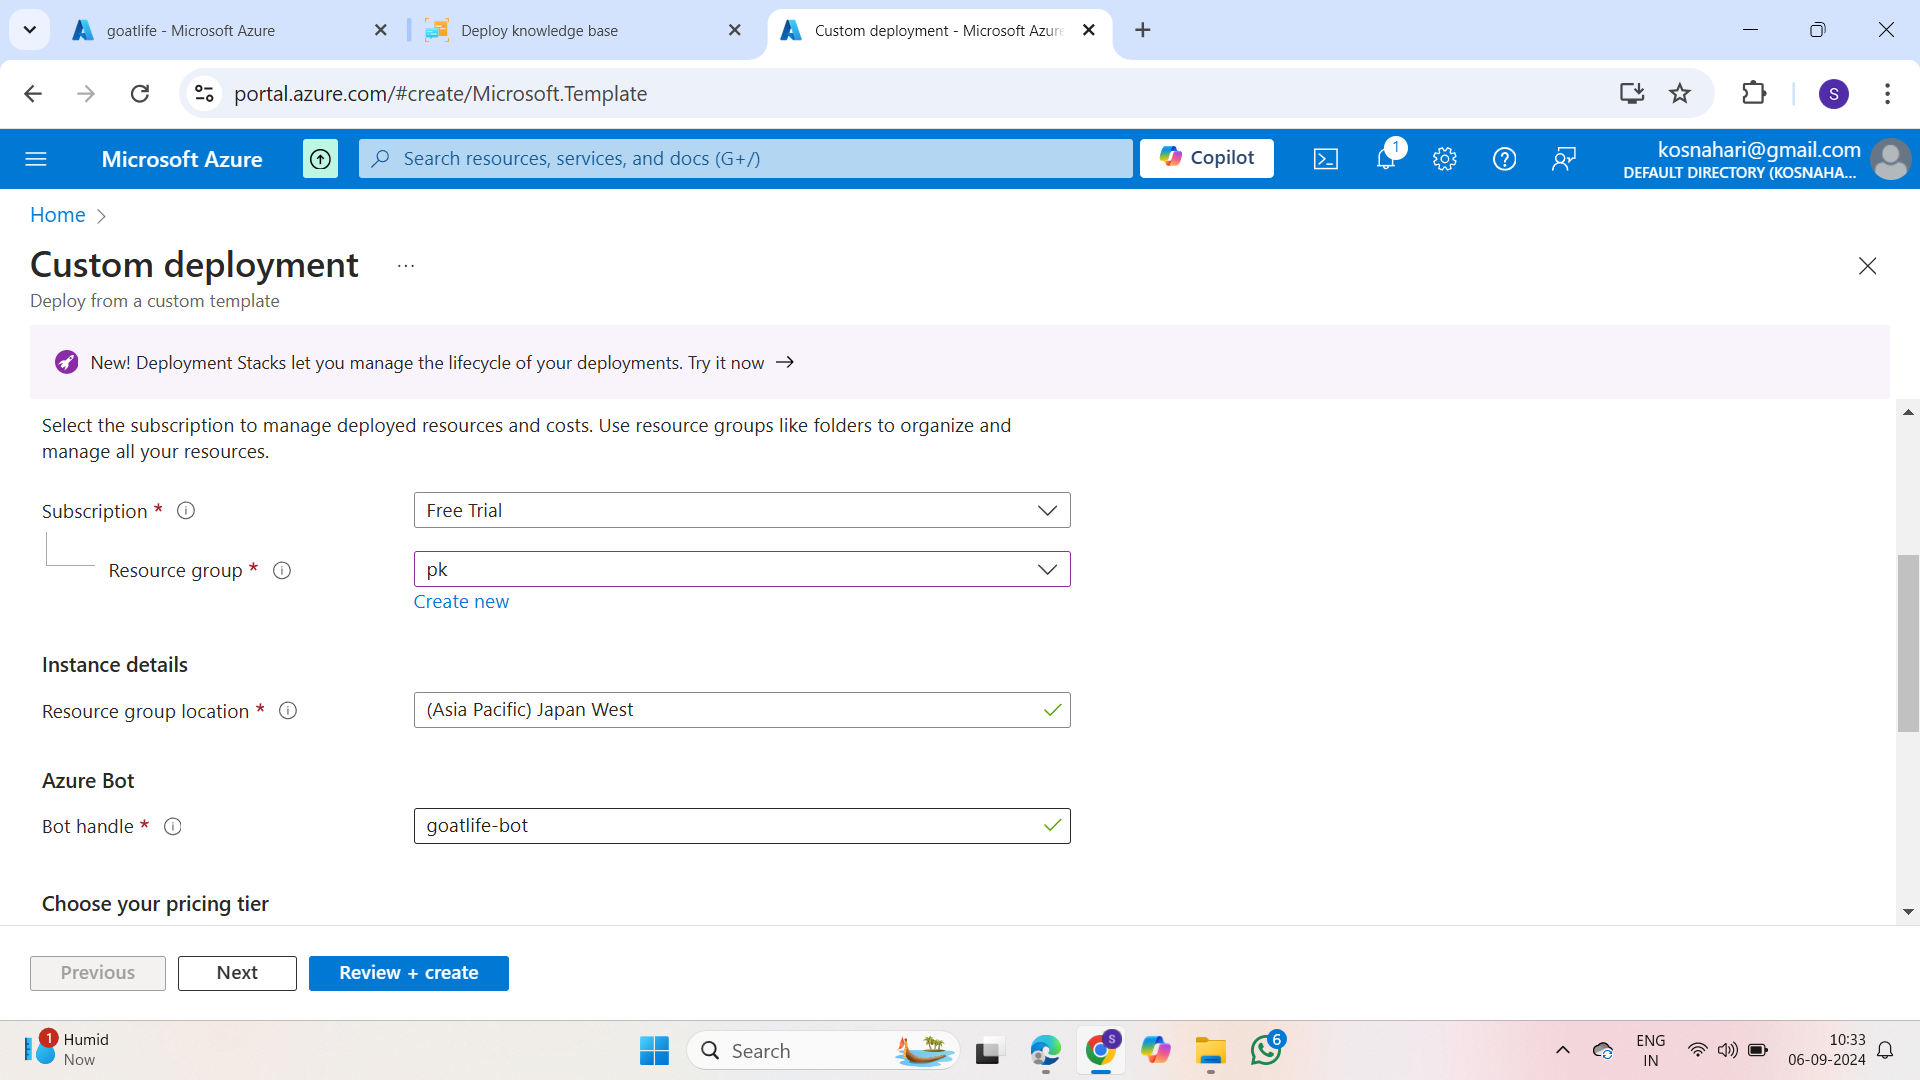 goatlife - Microsoft Azure
Deploy knowledge base
Custom deployment - Microsoft Azure
portal.azure.com/#create/Microsoft.Template
S
Microsoft Azure
Search resources, services, and docs (G+/)
Copilot
1
kosnahari@gmail.com
DEFAULT DIRECTORY (KOSNAHA...
Home
Custom deployment
...
Deploy from a custom template
New! Deployment Stacks let you manage the lifecycle of your deployments. Try it now
Select the subscription to manage deployed resources and costs. Use resource groups like folders to organize and
manage all your resources.
Subscription *
Free Trial
Resource group *
pk
Create new
Instance details
Resource group location *
(Asia Pacific) Japan West
Azure Bot
Bot handle *
goatlife-bot
Choose your pricing tier
Previous
Next
Review + create
1
Humid
Now
Search
S
6
ENG
IN
10:33
06-09-2024